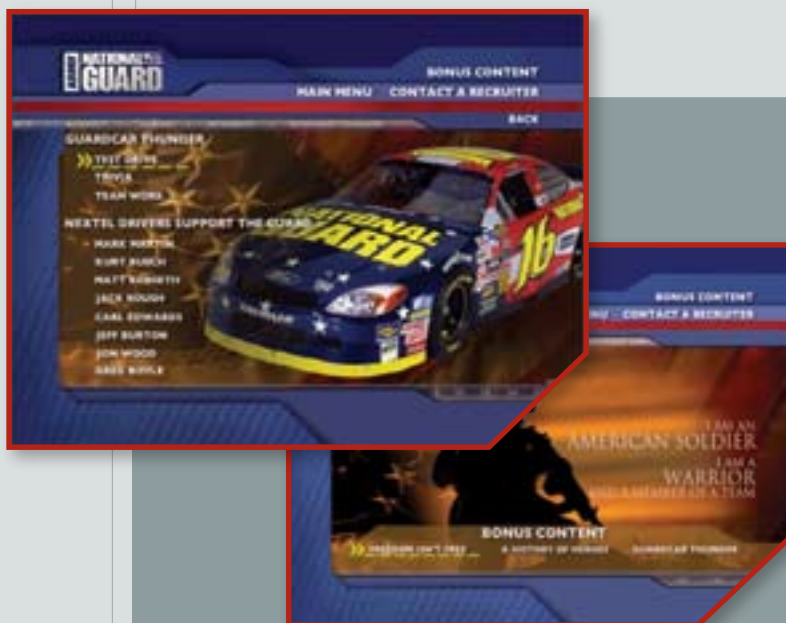 NATIONAL
GUARD
BONUS CONTENT
MAIN MENU CONTACT A RECRUITER
BACK
GUARDCAR THUNDER
TEST DRIVE
TRIVIA
TEAM WORK
NEXTEL DRIVERS SUPPORT THE GUARD
MARK MARTIN
KURT BUSCH
MATT KENSETH
JACK ROUSH
CARL EDWARDS
JEFF BURTON
JON WOOD
GREG BIFFLE
NATIONAL
GUARD
16
BONUS CONTENT
CONTACT A RECRUITER
I AM AN
AMERICAN SOLDIER
I AM A
WARRIOR
AND A MEMBER OF A TEAM
BONUS CONTENT
FREEDOM ISN'T FREE A HISTORY OF HEROES GUARDCAR THUNDER